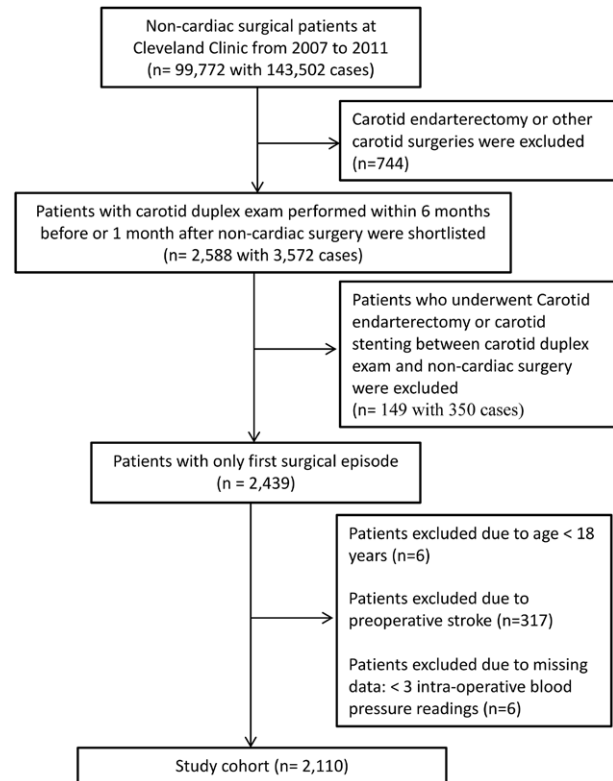 Non-cardiac surgical patients at
Cleveland Clinic from 2007 to 2011
(n= 99,772 with 143,502 cases)
Carotid endarterectomy or other
carotid surgeries were excluded
(n=744)
Patients with carotid duplex exam performed within 6 months
before or 1 month after non-cardiac surgery were shortlisted
(n= 2,588 with 3,572 cases)
Patients who underwent Carotid
endarterectomy or carotid
stenting between carotid duplex
exam and non-cardiac surgery
were excluded
(n= 149 with 350 cases)
Patients with only first surgical episode
(n = 2,439)
Patients excluded due to age < 18
years (n=6)
Patients excluded due to
preoperative stroke (n=317)
Patients excluded due to missing
data: < 3 intra-operative blood
pressure readings (n=6)
Study cohort (n= 2,110)